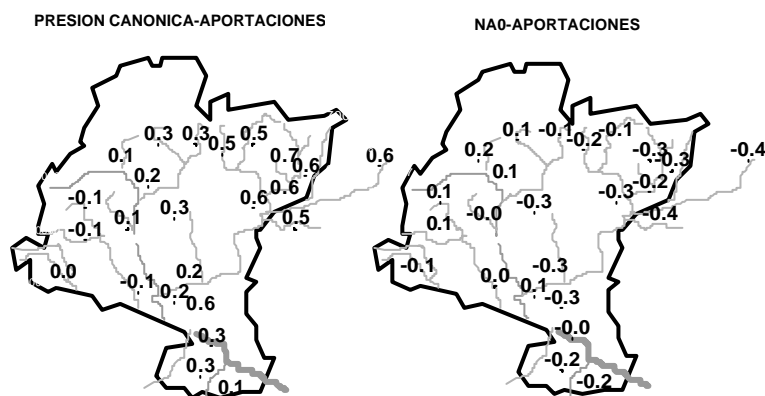 PRESION CANONICA-APORTACIONES
NA0-APORTACIONES
0.3 0.3 0.5 0.5
0.1 0.2 0.7 0.6 0.6
-0.1 0.1 0.3 0.6 0.6 0.5
-0.1
0.0 -0.1 0.2 0.2
0.6
0.3
0.3
0.1
0.1 -0.1 -0.2 -0.1
0.2 0.1 -0.3 -0.3 -0.4
0.1 -0.0 -0.3 -0.3 -0.2 -0.4
0.1
-0.1 0.0 0.1 -0.3
-0.3
-0.0
-0.2
-0.2